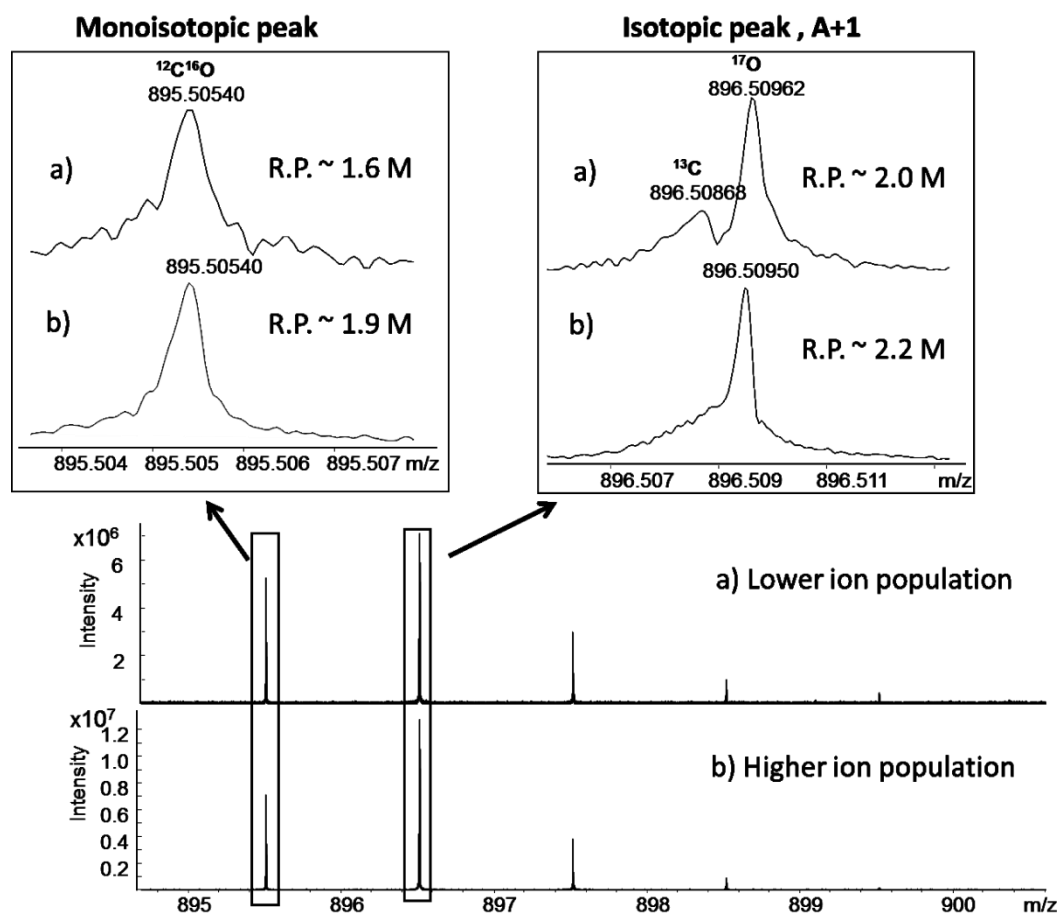 Monoisotopic peak
¹²C¹⁶O
895.50540
a)
R.P. ~ 1.6 M
895.50540
b)
R.P. ~ 1.9 M
895.504 895.505 895.506 895.507 m/z
Isotopic peak , A+1
¹⁷O
896.50962
a)
¹³C
896.50868
R.P. ~ 2.0 M
896.50950
b)
R.P. ~ 2.2 M
896.507 896.509 896.511 m/z
x10⁶
6
4
2
Intensity
a) Lower ion population
x10⁷
1.2
1.0
0.8
0.6
0.4
0.2
Intensity
b) Higher ion population
895 896 897 898 899 900 m/z